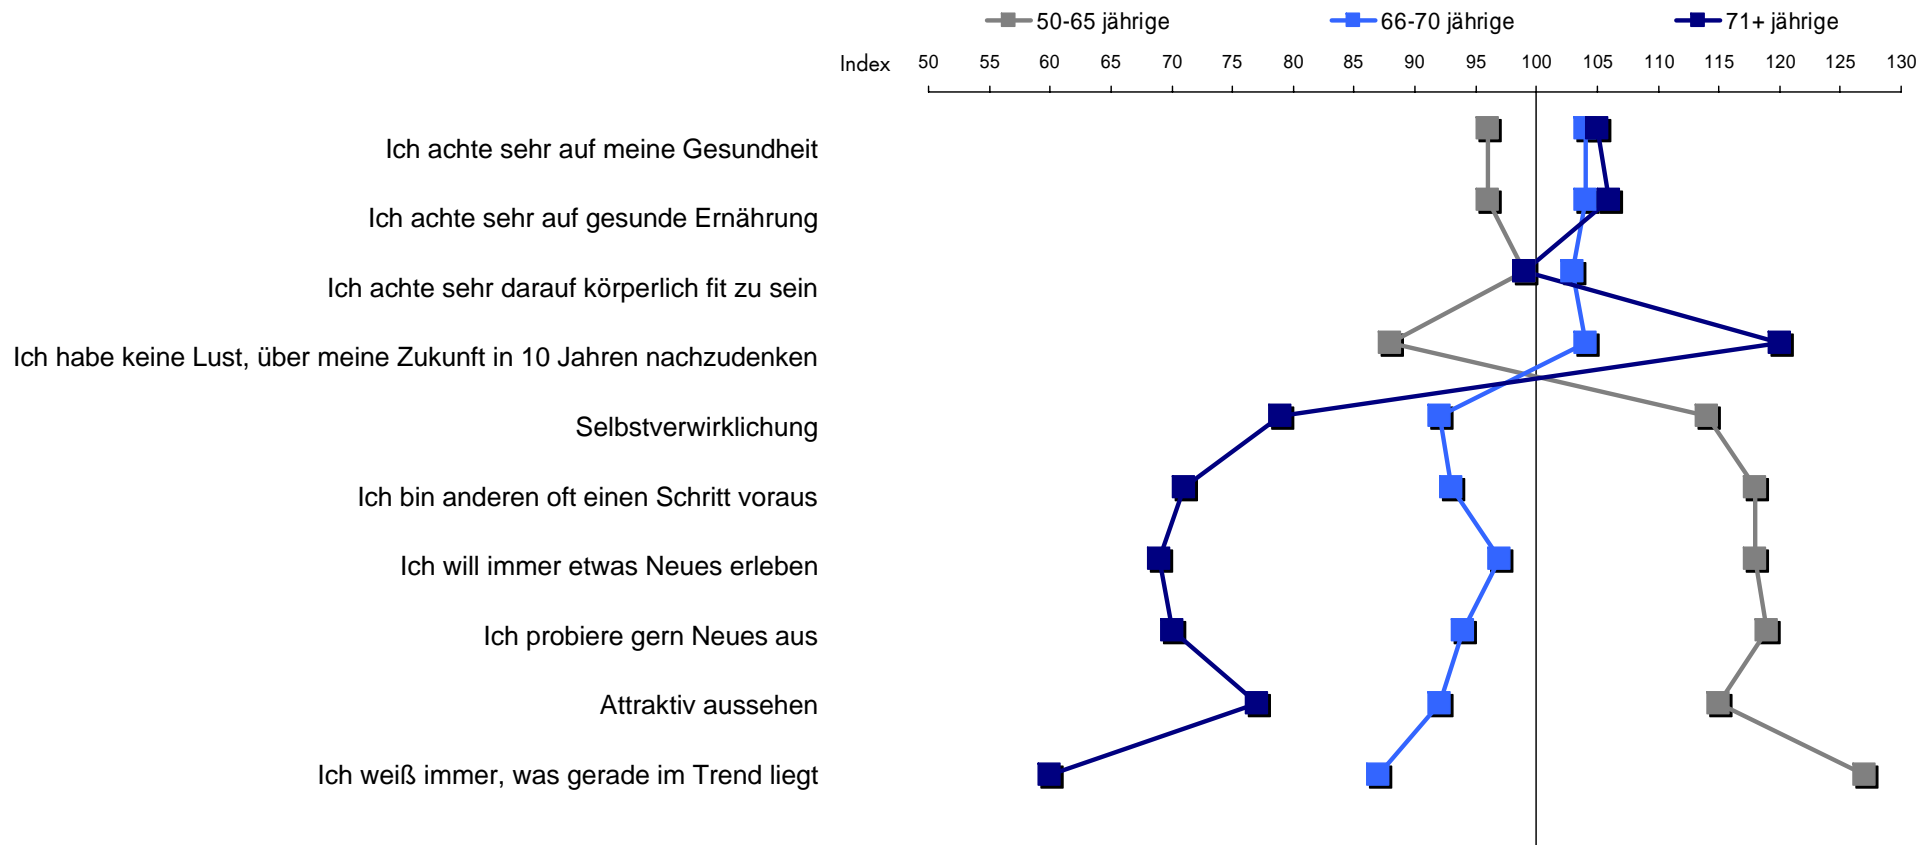 50-65 jährige 66-70 jährige 71+ jährige
Index 50 55 60 65 70 75 80 85 90 95 100 105 110 115 120 125 130
Ich achte sehr auf meine Gesundheit
Ich achte sehr auf gesunde Ernährung
Ich achte sehr darauf körperlich fit zu sein
Ich habe keine Lust, über meine Zukunft in 10 Jahren nachzudenken
Selbstverwirklichung
Ich bin anderen oft einen Schritt voraus
Ich will immer etwas Neues erleben
Ich probiere gern Neues aus
Attraktiv aussehen
Ich weiß immer, was gerade im Trend liegt